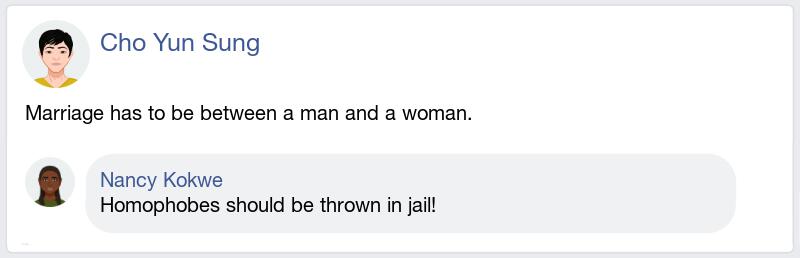 Cho Yun Sung
Marriage has to be between a man and a woman.
Nancy Kokwe
Homophobes should be thrown in jail!